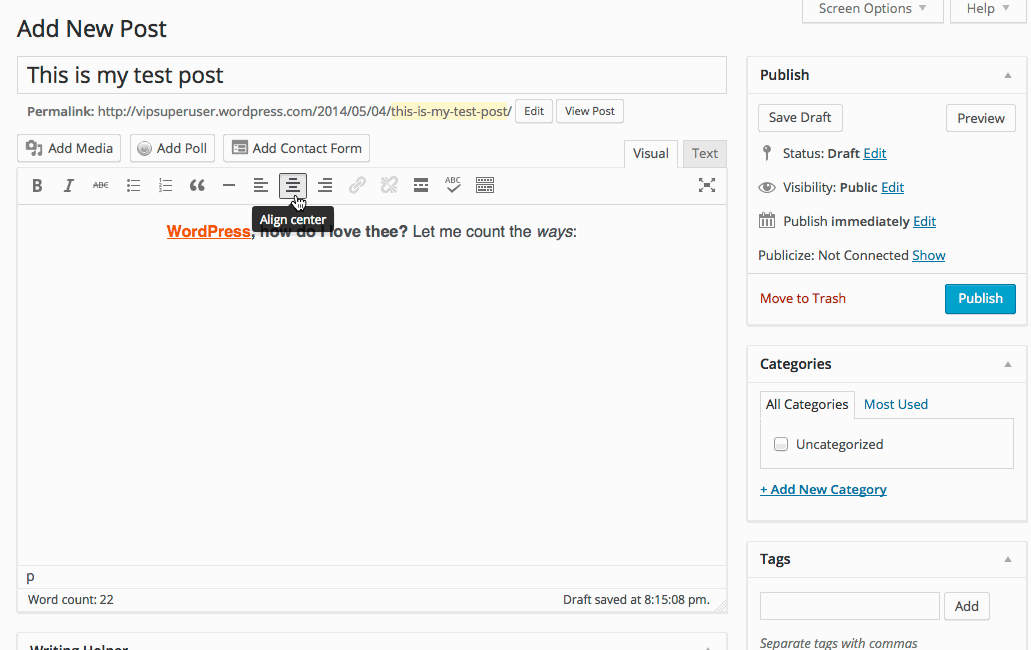 Screen Options Help
Add New Post
This is my test post
Permalink: http://vipsuperuser.wordpress.com/2014/05/04/this-is-my-test-post/ Edit View Post
Add Media Add Poll Add Contact Form
Visual Text
B I ABC ABC
Align center
WordPress, how do I love thee? Let me count the ways:
p
Word count: 22 Draft saved at 8:15:08 pm.
Writing Helper
Publish
Save Draft Preview
Status: Draft Edit
Visibility: Public Edit
Publish immediately Edit
Publicize: Not Connected Show
Move to Trash Publish
Categories
All Categories Most Used
Uncategorized
+ Add New Category
Tags
Add
Separate tags with commas